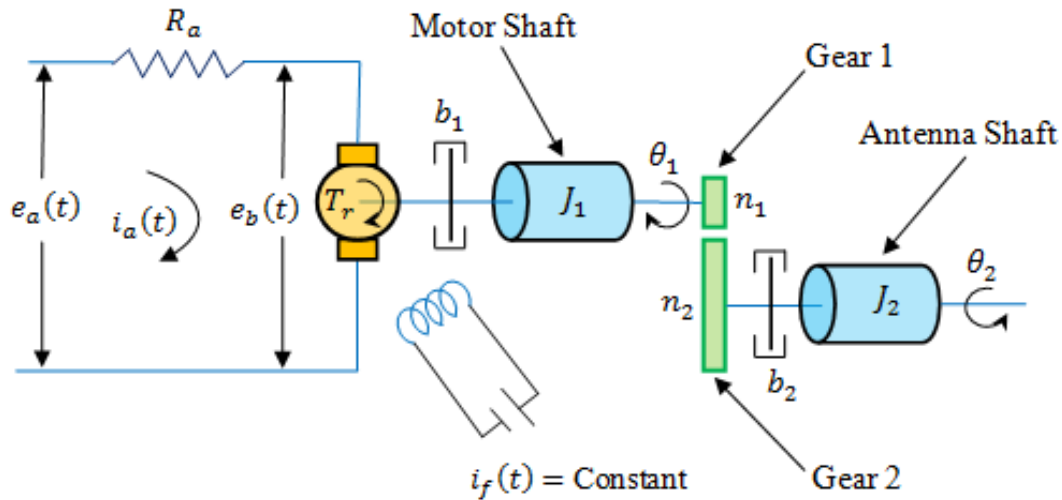 R_a
Motor Shaft
Gear 1
b_1
Antenna Shaft
θ_1
e_a(t)
i_a(t)
e_b(t)
T_r
J_1
n_1
θ_2
n_2
J_2
b_2
i_f(t) = Constant
Gear 2